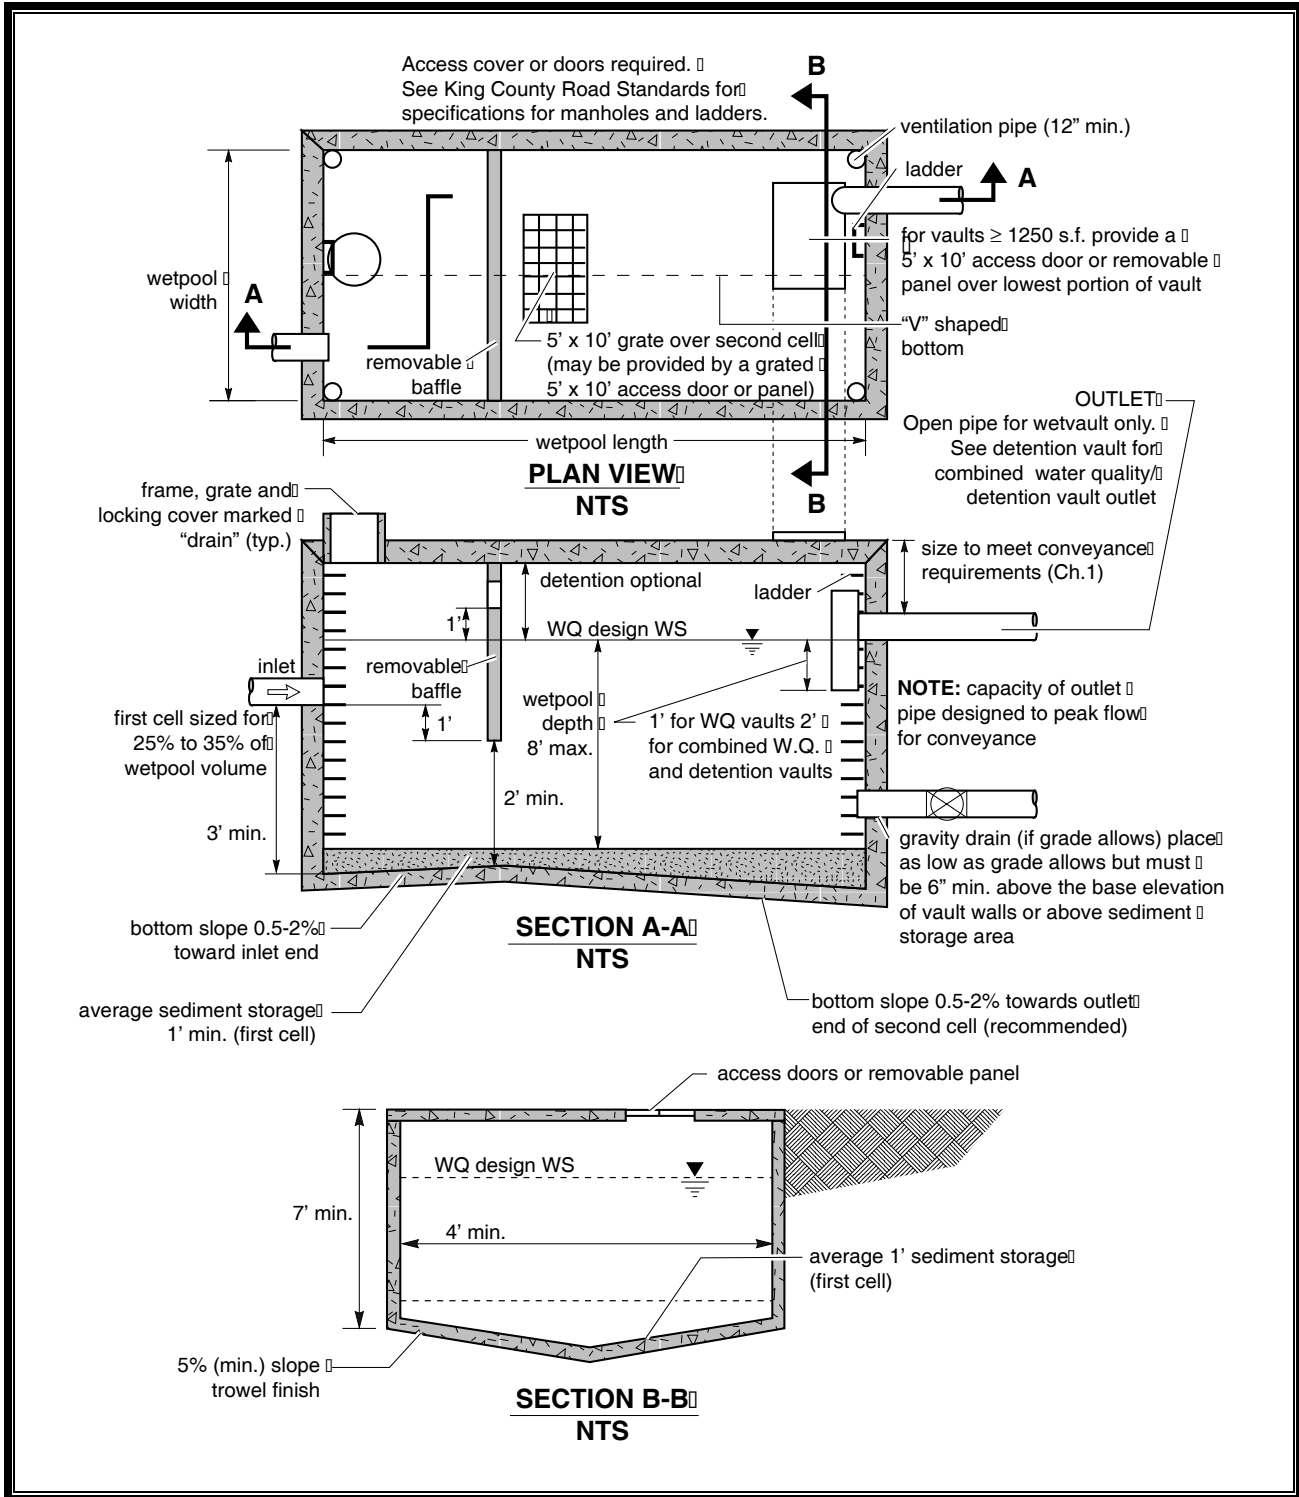 Access cover or doors required.
See King County Road Standards for
specifications for manholes and ladders.
B
ventilation pipe (12” min.)
ladder
A
for vaults ≥ 1250 s.f. provide a
5’ x 10’ access door or removable
panel over lowest portion of vault
wetpool
width
A
“V” shaped
bottom
removable
baffle
5’ x 10’ grate over second cell
(may be provided by a grated
5’ x 10’ access door or panel)
wetpool length
PLAN VIEW
NTS
B
OUTLET
Open pipe for wetvault only.
See detention vault for
combined water quality/
detention vault outlet
frame, grate and
locking cover marked
“drain” (typ.)
size to meet conveyance
requirements (Ch.1)
detention optional
ladder
1’
WQ design WS
inlet
removable
baffle
first cell sized for
25% to 35% of
wetpool volume
1’
wetpool
depth
8’ max.
1’ for WQ vaults 2’
for combined W.Q.
and detention vaults
NOTE: capacity of outlet
pipe designed to peak flow
for conveyance
2’ min.
3’ min.
gravity drain (if grade allows) place
as low as grade allows but must
be 6” min. above the base elevation
of vault walls or above sediment
storage area
bottom slope 0.5-2%
toward inlet end
SECTION A-A
NTS
average sediment storage
1’ min. (first cell)
bottom slope 0.5-2% towards outlet
end of second cell (recommended)
access doors or removable panel
WQ design WS
7’ min.
4’ min.
average 1’ sediment storage
(first cell)
5% (min.) slope
trowel finish
SECTION B-B
NTS